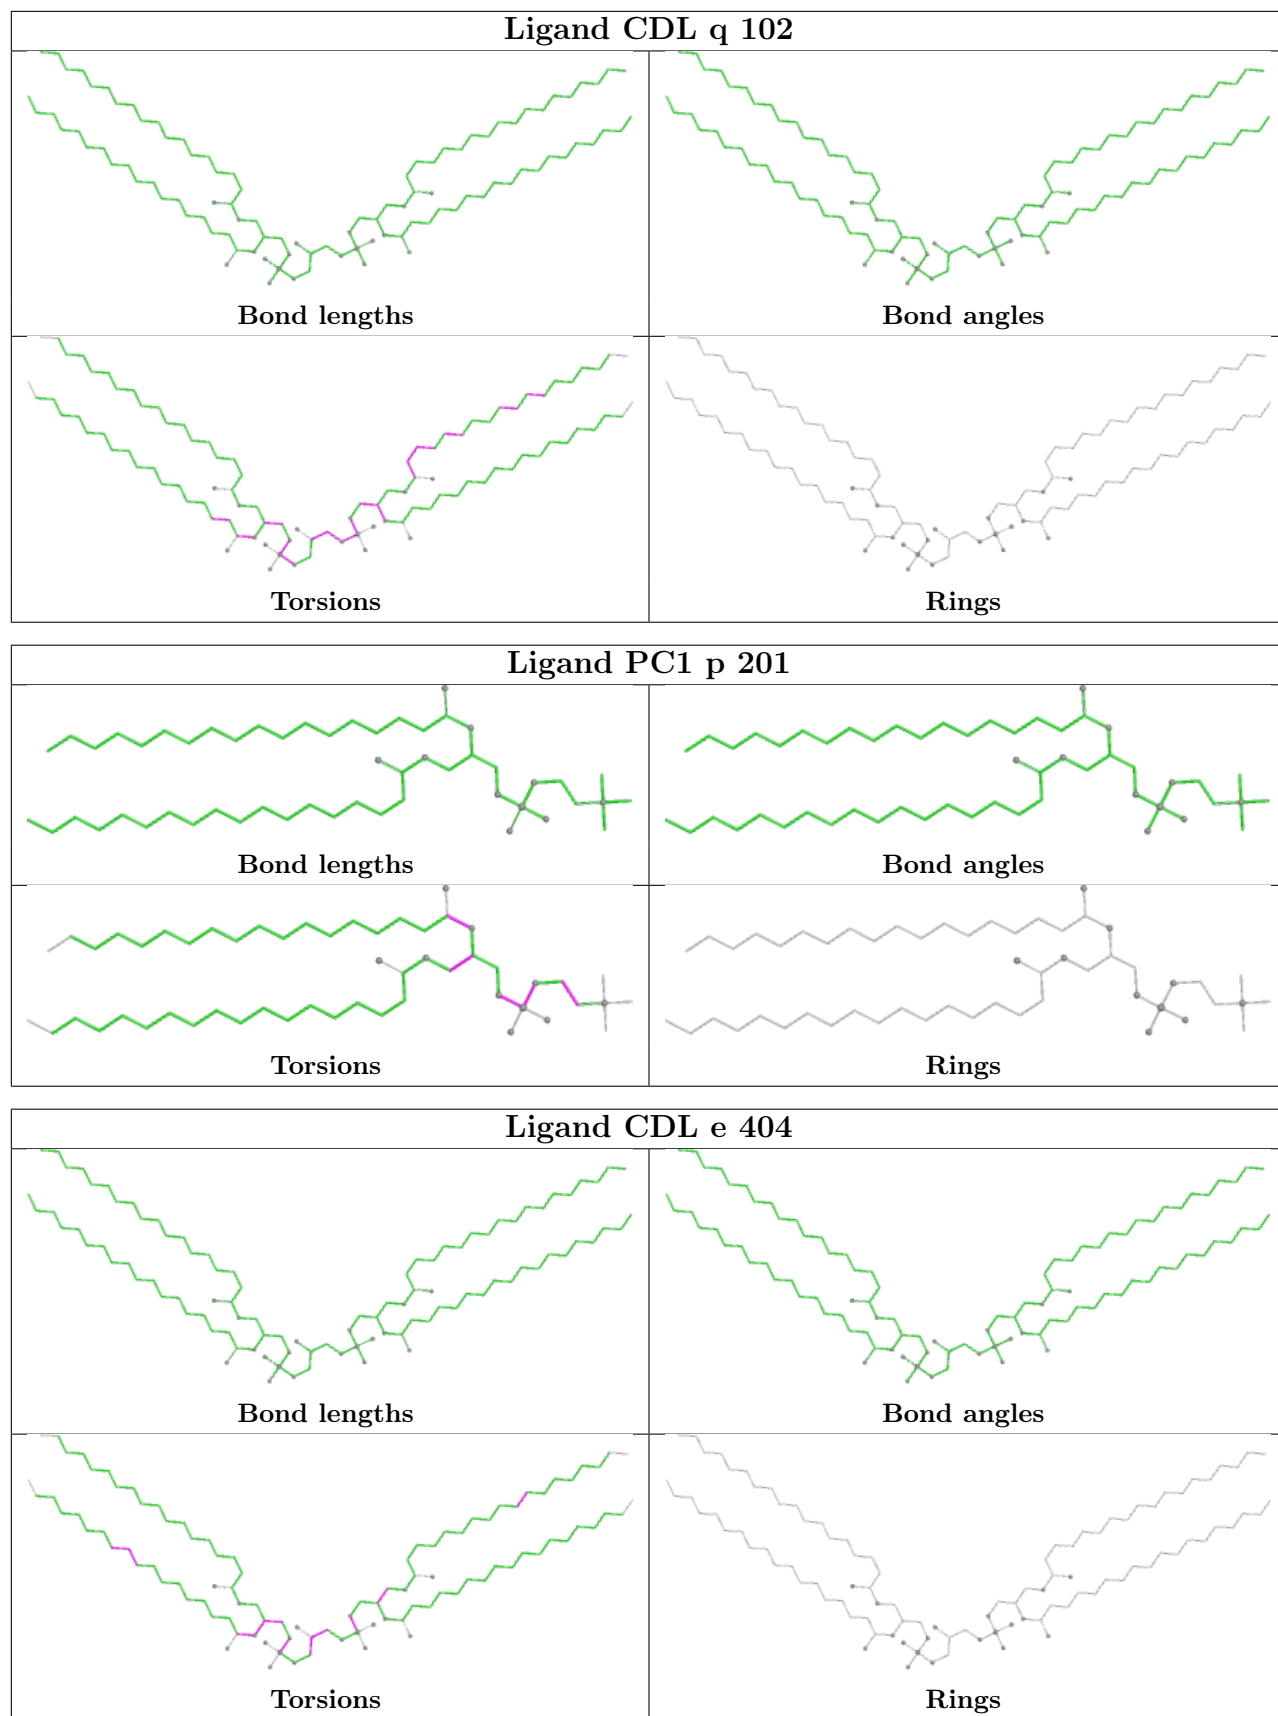 Ligand CDL q 102
Bond lengths
Bond angles
Torsions
Rings
Ligand PC1 p 201
Bond lengths
Bond angles
Torsions
Rings
Ligand CDL e 404
Bond lengths
Bond angles
Torsions
Rings